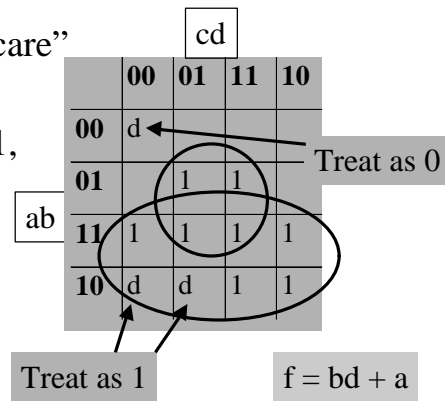 care”
cd
00 01 11 10
00 d
1,
Treat as 0
01 1 1
ab
11 1 1 1 1
10 d d 1 1
Treat as 1
f = bd + a